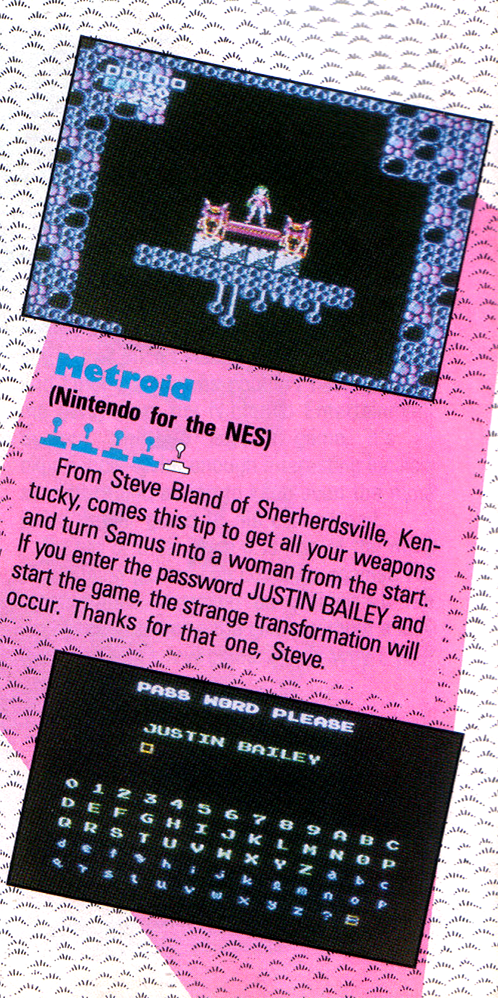 EN..30
255
Metroid
(Nintendo for the NES)
From Steve Bland of Sherherdsville, Ken-
tucky, comes this tip to get all your weapons
and turn Samus into a woman from the start.
If you enter the password JUSTIN BAILEY and
start the game, the strange transformation will
occur. Thanks for that one, Steve.
PASS WORD PLEASE
JUSTIN BAILEY
0 1 2 3 4 5 6 7 8 9 A B C
D E F G H I J K L M N O P
Q R S T U V W X Y Z a b c
d e f g h i j k l m n o p
q r s t u v w x y z ? -